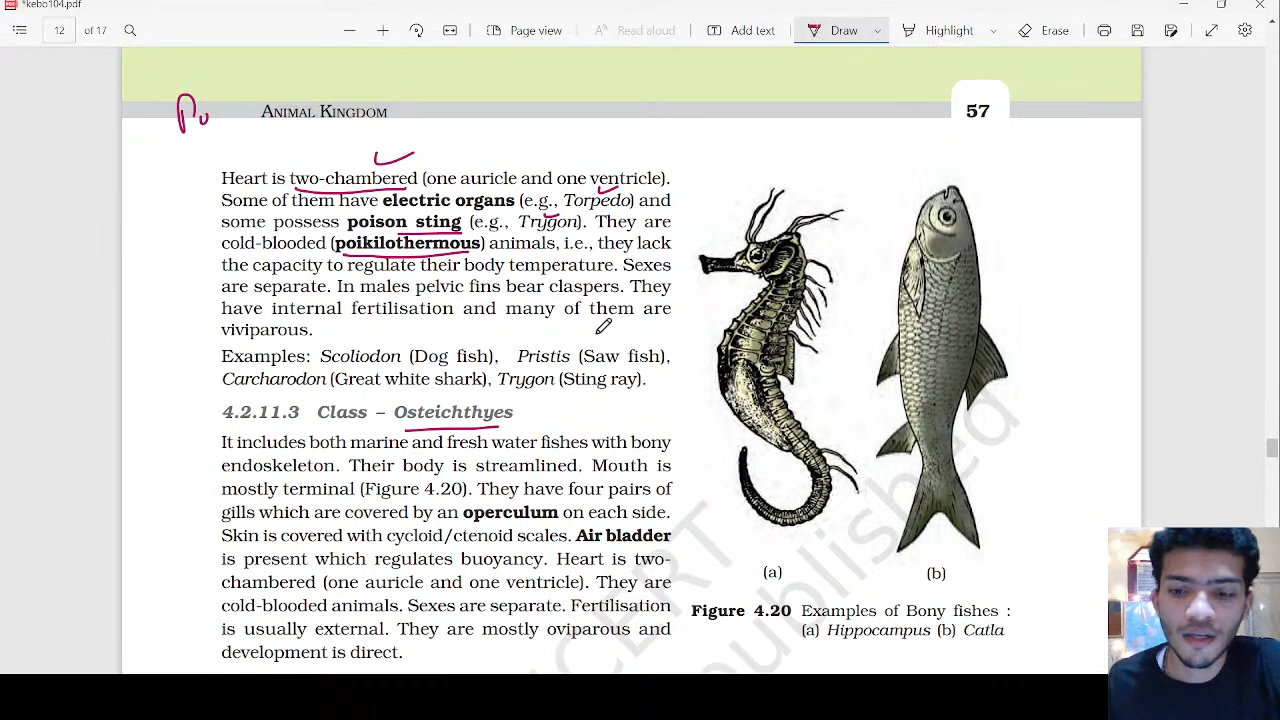 *kebo104.pdf
12 of 17
Page view
Read aloud
Add text
Draw
Highlight
Erase
ANIMAL KINGDOM
57
Heart is two-chambered (one auricle and one ventricle).
Some of them have electric organs (e.g., Torpedo) and
some possess poison sting (e.g., Trygon). They are
cold-blooded (poikilothermous) animals, i.e., they lack
the capacity to regulate their body temperature. Sexes
are separate. In males pelvic fins bear claspers. They
have internal fertilisation and many of them are
viviparous.
Examples: Scoliodon (Dog fish), Pristis (Saw fish),
Carcharodon (Great white shark), Trygon (Sting ray).
4.2.11.3 Class – Osteichthyes
It includes both marine and fresh water fishes with bony
endoskeleton. Their body is streamlined. Mouth is
mostly terminal (Figure 4.20). They have four pairs of
gills which are covered by an operculum on each side.
Skin is covered with cycloid/ctenoid scales. Air bladder
is present which regulates buoyancy. Heart is two-
chambered (one auricle and one ventricle). They are
cold-blooded animals. Sexes are separate. Fertilisation
is usually external. They are mostly oviparous and
development is direct.
(a)
(b)
Figure 4.20 Examples of Bony fishes :
(a) Hippocampus (b) Catla